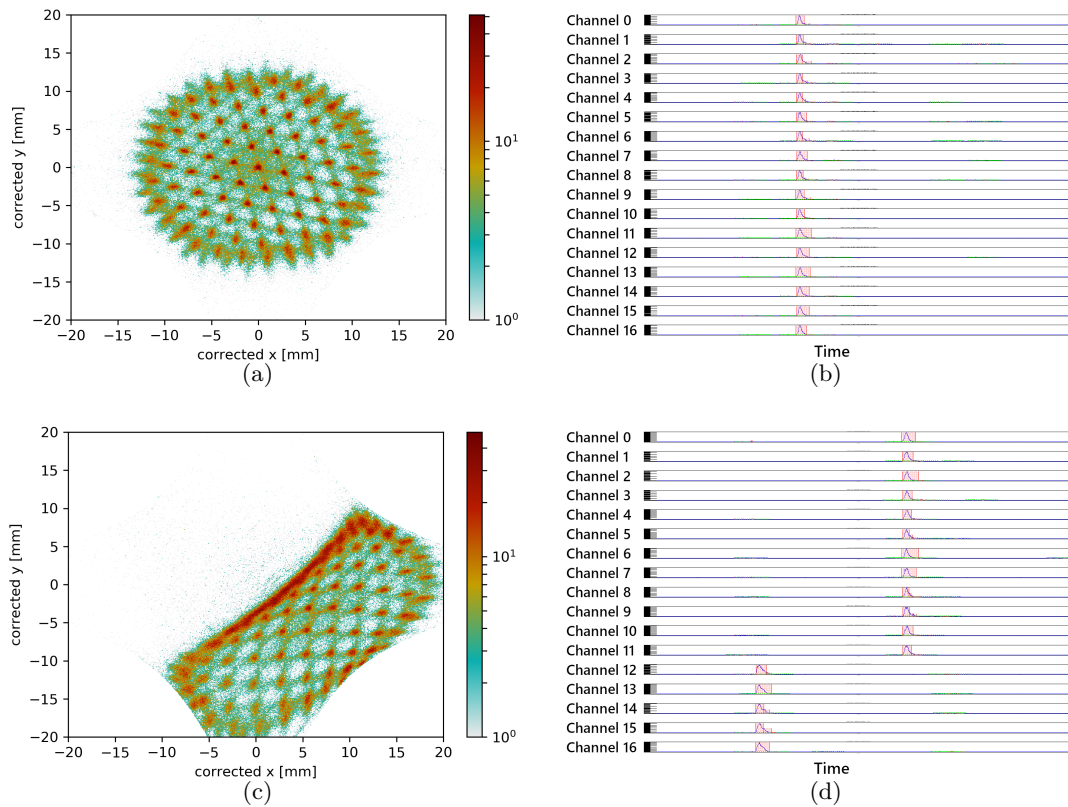 20
15
10
5
0
−5
−10
−15
−20
−20 −15 −10 −5 0 5 10 15 20
corrected x [mm]
corrected y [mm]
10¹
10⁰
(a)
Channel 0
Channel 1
Channel 2
Channel 3
Channel 4
Channel 5
Channel 6
Channel 7
Channel 8
Channel 9
Channel 10
Channel 11
Channel 12
Channel 13
Channel 14
Channel 15
Channel 16
Time
(b)
20
15
10
5
0
−5
−10
−15
−20
−20 −15 −10 −5 0 5 10 15 20
corrected x [mm]
corrected y [mm]
10¹
10⁰
(c)
Channel 0
Channel 1
Channel 2
Channel 3
Channel 4
Channel 5
Channel 6
Channel 7
Channel 8
Channel 9
Channel 10
Channel 11
Channel 12
Channel 13
Channel 14
Channel 15
Channel 16
Time
(d)